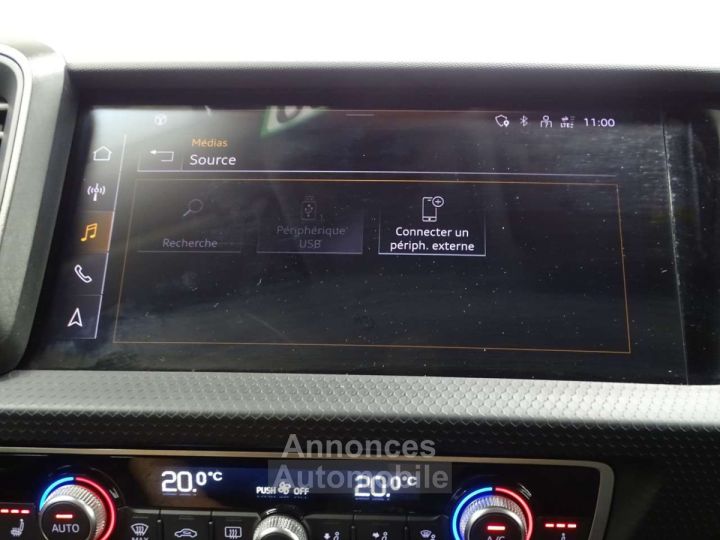 LTE
11:00
Médias
Source
Recherche
Périphérique
USB
Connecter un
périph. externe
Annonces
Automobile
20.0°C
PUSH OFF
20.0°C
AUTO
A/C